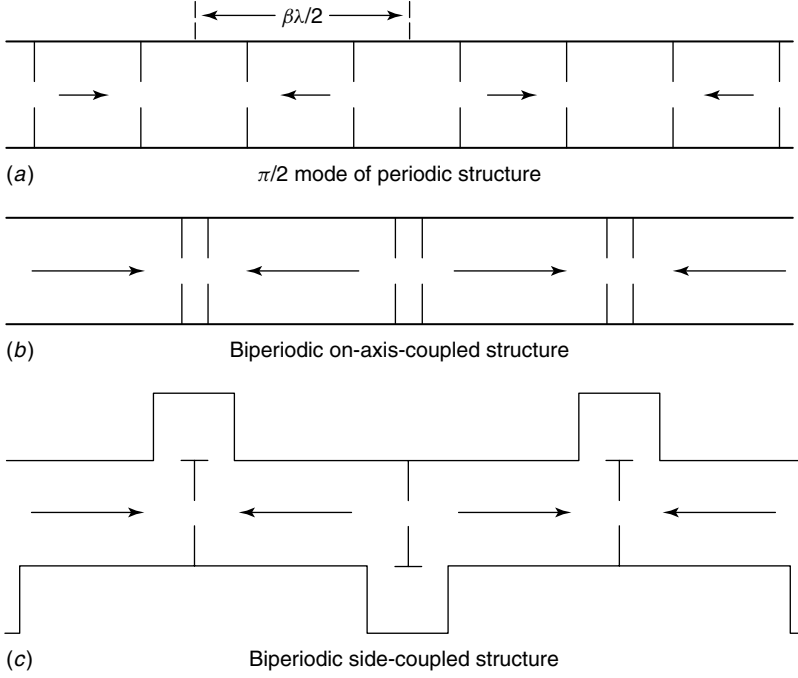 βλ/2
(a) π/2 mode of periodic structure
(b) Biperiodic on-axis-coupled structure
(c) Biperiodic side-coupled structure